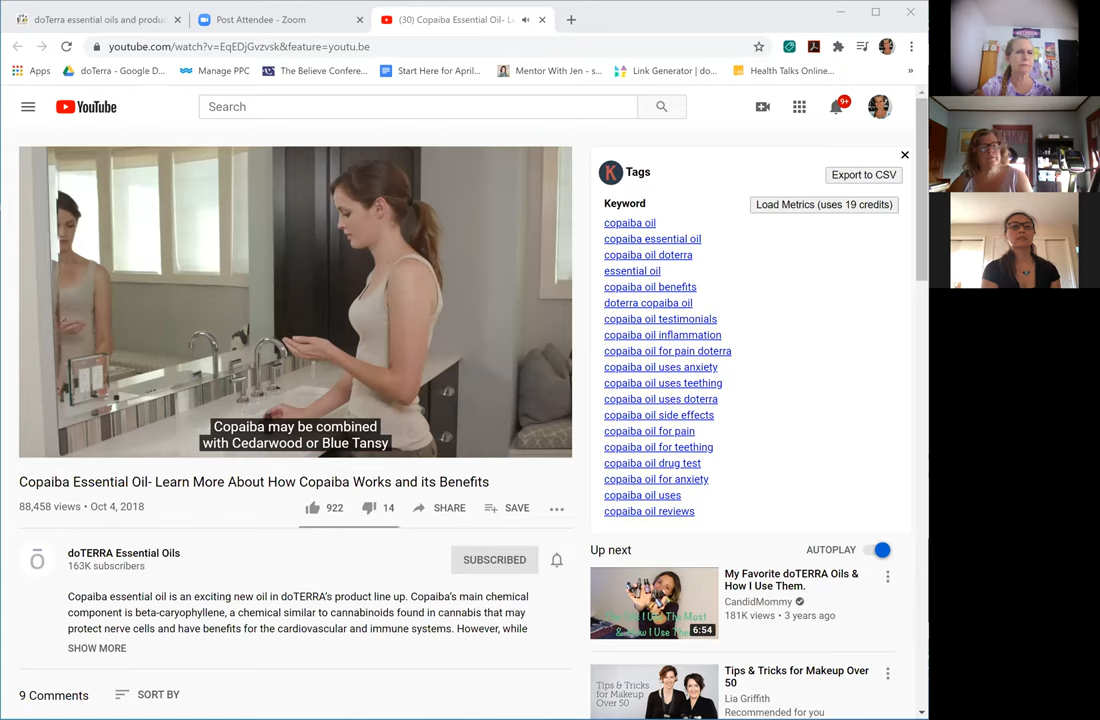 doTerra essential oils and produc
Post Attendee - Zoom
(30) Copaiba Essential Oil- Le
youtube.com/watch?v=EqEDjGvzvsk&feature=youtu.be
Apps
doTerra - Google D...
Manage PPC
The Believe Confere...
Start Here for April...
Mentor With Jen - s...
Link Generator | do...
Health Talks Online...
»
YouTube
Search
9+
Copaiba may be combined
with Cedarwood or Blue Tansy
Copaiba Essential Oil- Learn More About How Copaiba Works and its Benefits
88,458 views • Oct 4, 2018
922
14
SHARE
SAVE
doTERRA Essential Oils
163K subscribers
SUBSCRIBED
Copaiba essential oil is an exciting new oil in doTERRA's product line up. Copaiba's main chemical
component is beta-caryophyllene, a chemical similar to cannabinoids found in cannabis that may
protect nerve cells and have benefits for the cardiovascular and immune systems. However, while
SHOW MORE
9 Comments
SORT BY
K
Tags
Export to CSV
Keyword
Load Metrics (uses 19 credits)
copaiba oil
copaiba essential oil
copaiba oil doterra
essential oil
copaiba oil benefits
doterra copaiba oil
copaiba oil testimonials
copaiba oil inflammation
copaiba oil for pain doterra
copaiba oil uses anxiety
copaiba oil uses teething
copaiba oil uses doterra
copaiba oil side effects
copaiba oil for pain
copaiba oil for teething
copaiba oil drug test
copaiba oil for anxiety
copaiba oil uses
copaiba oil reviews
Up next
AUTOPLAY
6:54
My Favorite doTERRA Oils &
How I Use Them.
CandidMommy
181K views • 3 years ago
Tips & Tricks
for Makeup
Over 50
Tips & Tricks for Makeup Over
50
Lia Griffith
Recommended for you